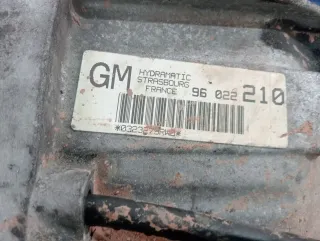 GM HYDRAMATIC
STRASBOURG
FRANCE 96 022 210